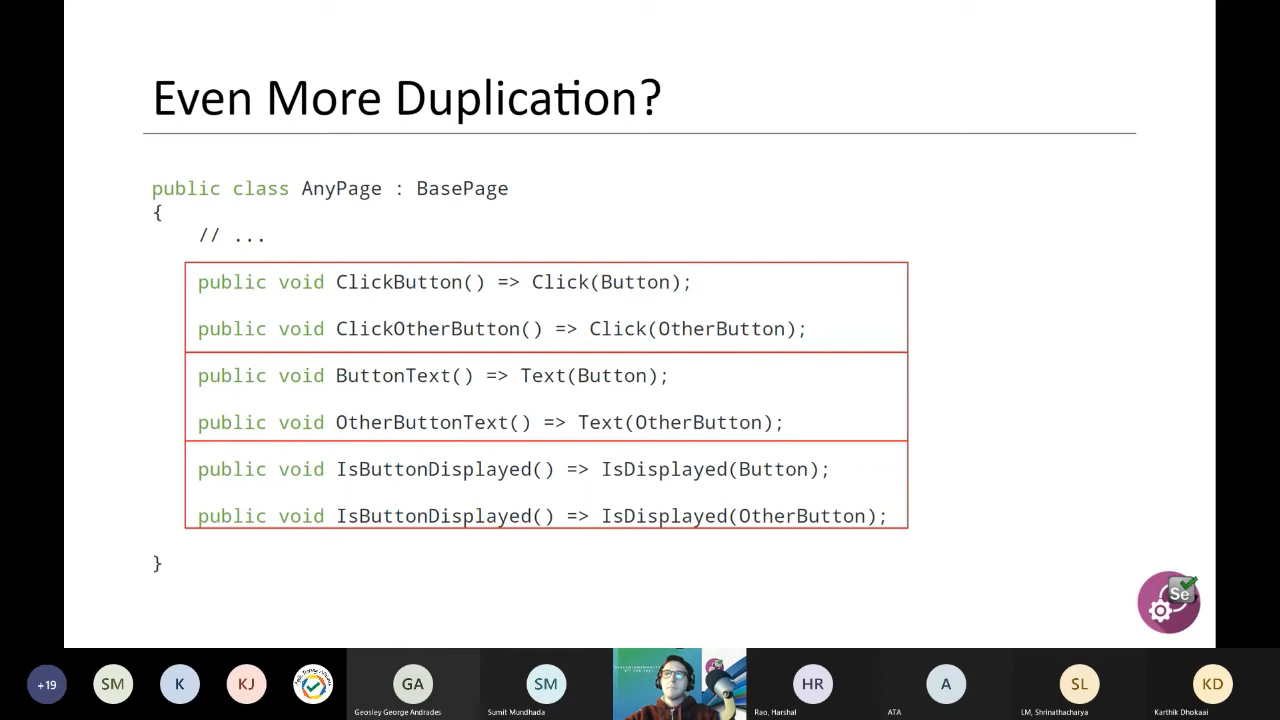 Even More Duplication?
public class AnyPage : BasePage
{
// ...
public void ClickButton() => Click(Button);
public void ClickOtherButton() => Click(OtherButton);
public void ButtonText() => Text(Button);
public void OtherButtonText() => Text(OtherButton);
public void IsButtonDisplayed() => IsDisplayed(Button);
public void IsButtonDisplayed() => IsDisplayed(OtherButton);
}
Se
+19
SM
K
KJ
GA
SM
HR
A
SL
KD
Geosley George Andrades
Sumit Mundhada
Rao, Harshal
ATA
LM, Shrinathacharya
Karthik Dhokaai